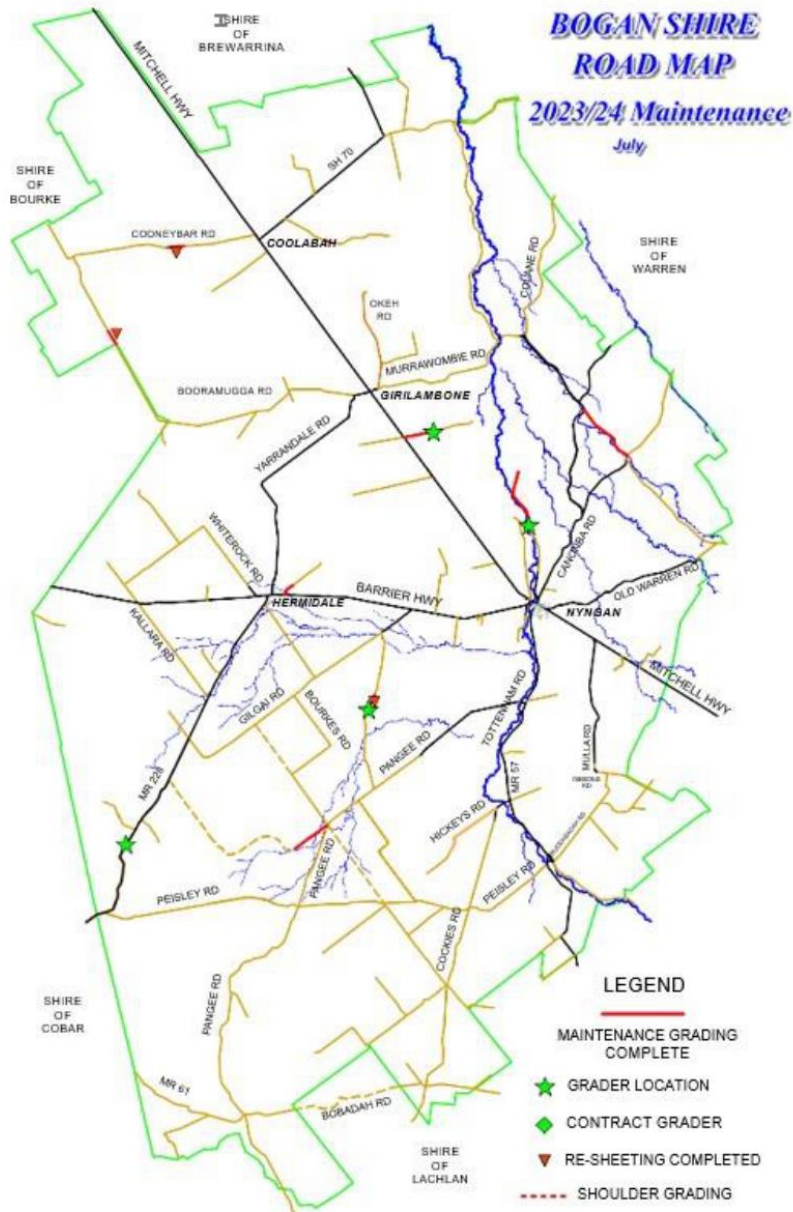 BOGAN SHIRE
ROAD MAP
2023/24 Maintenance
July
SHIRE
OF
BREWARRINA
MITCHELL HWY
SHIRE
OF
BOURKE
SH 70
COONEYBAR RD
COOLABAH
SHIRE
OF
WARREN
COLANE RD
OKEH
RD
MURRAWOMBIE RD
BOORAMUGGA RD
GIRILAMBONE
YARRANDALE RD
WHITEROCK RD
CANONBA RD
OLD WARREN RD
BARRIER HWY
HERMIDALE
NYNGAN
KALLARA RD
MITCHELL HWY
GILGAI RD
BOURKES RD
TOTTENHAM RD
PANGEE RD
MULLA RD
MR 228
MR 57
RD
HICKEYS RD
PANGEE RD
PEISLEY RD
PEISLEY RD
COCKIES RD
PANGEE RD
SHIRE
OF
COBAR
MR 61
BOBADAH RD
SHIRE
OF
LACHLAN
LEGEND
MAINTENANCE GRADING
COMPLETE
GRADER LOCATION
CONTRACT GRADER
RE-SHEETING COMPLETED
SHOULDER GRADING